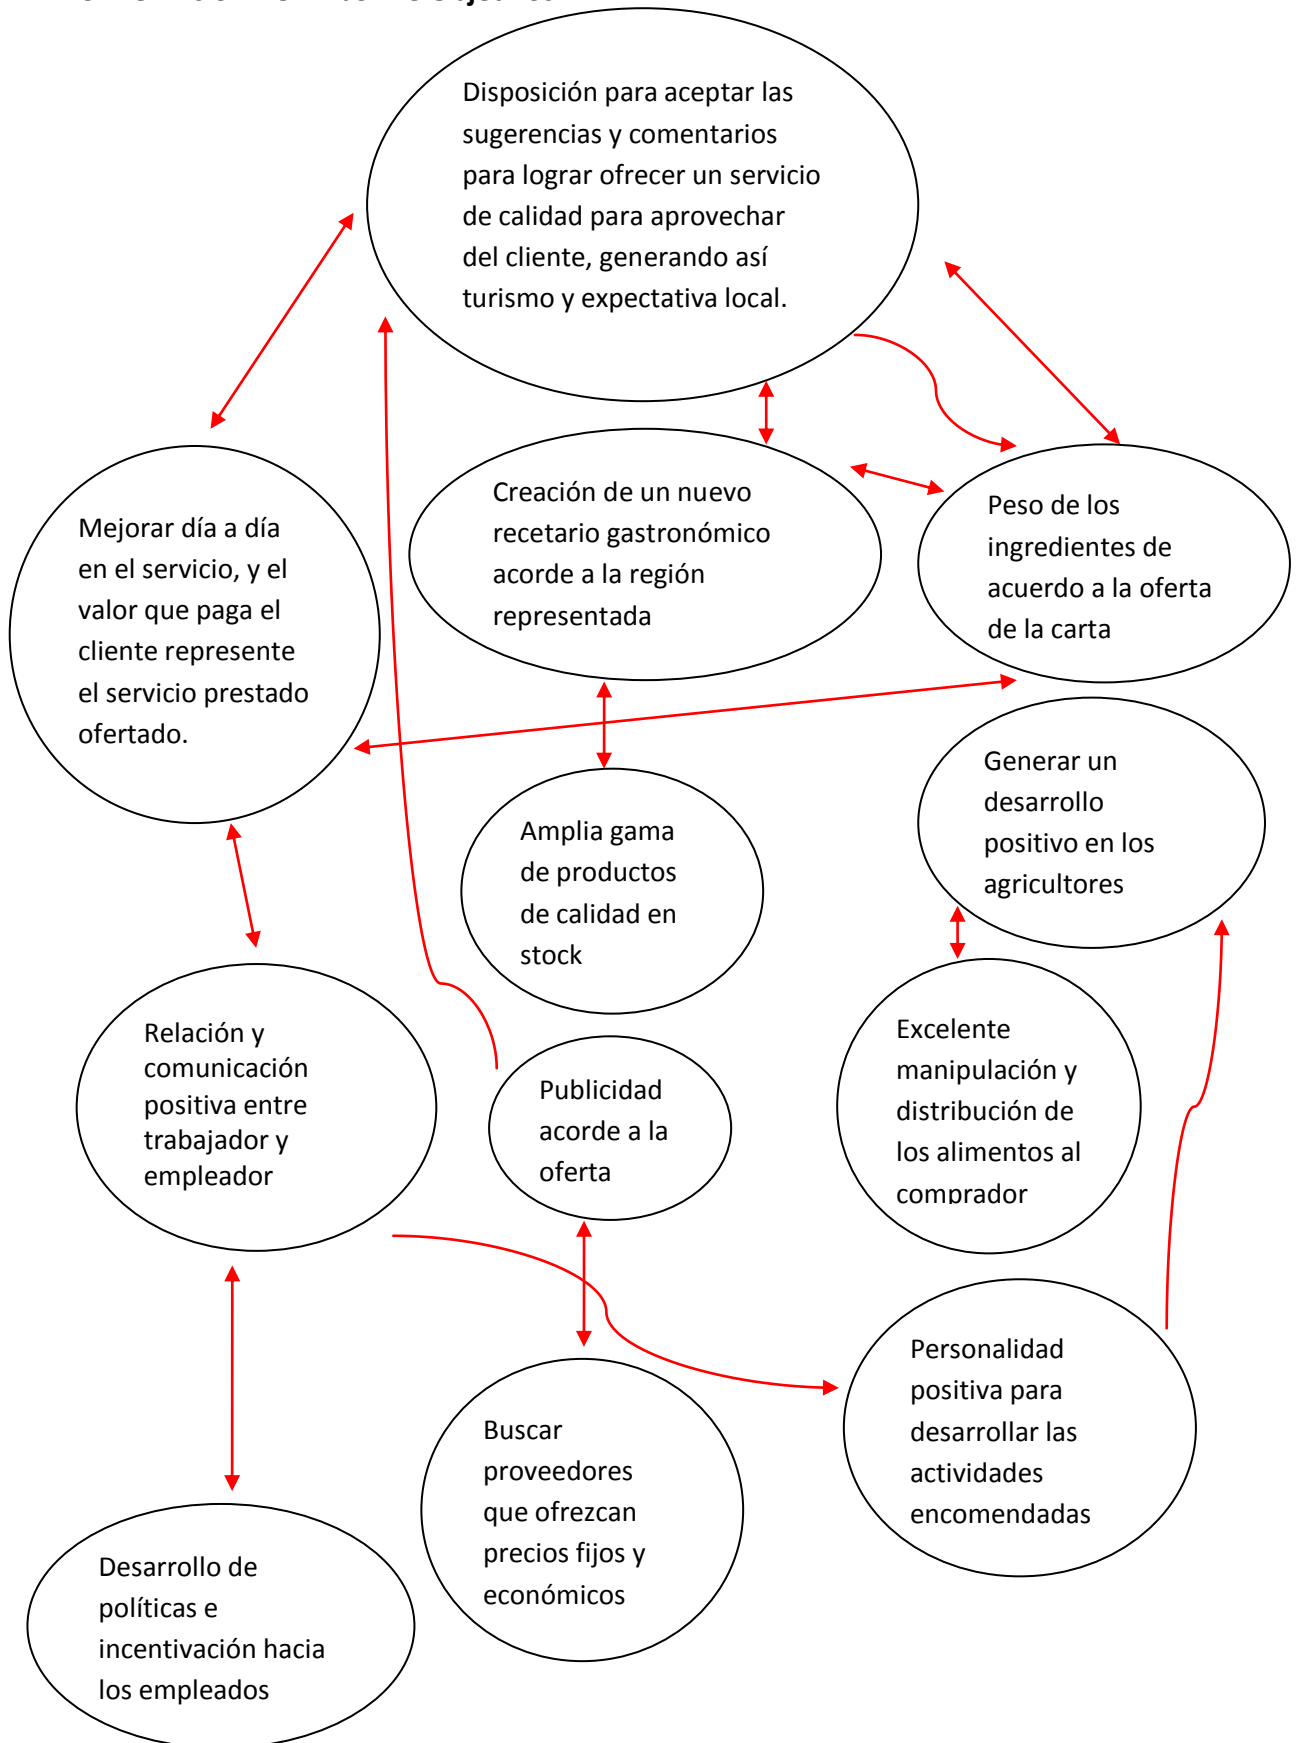 Disposición para aceptar las
sugerencias y comentarios
para lograr ofrecer un servicio
de calidad para aprovechar
del cliente, generando así
turismo y expectativa local.
Mejorar día a día
en el servicio, y el
valor que paga el
cliente represente
el servicio prestado
ofertado.
Creación de un nuevo
recetario gastronómico
acorde a la región
representada
Peso de los
ingredientes de
acuerdo a la oferta
de la carta
Generar un
desarrollo
positivo en los
agricultores
Amplia gama
de productos
de calidad en
stock
Relación y
comunicación
positiva entre
trabajador y
empleador
Publicidad
acorde a la
oferta
Excelente
manipulación y
distribución de
los alimentos al
comprador
Personalidad
positiva para
desarrollar las
actividades
encomendadas
Buscar
proveedores
que ofrezcan
precios fijos y
económicos
Desarrollo de
políticas e
incentivación hacia
los empleados